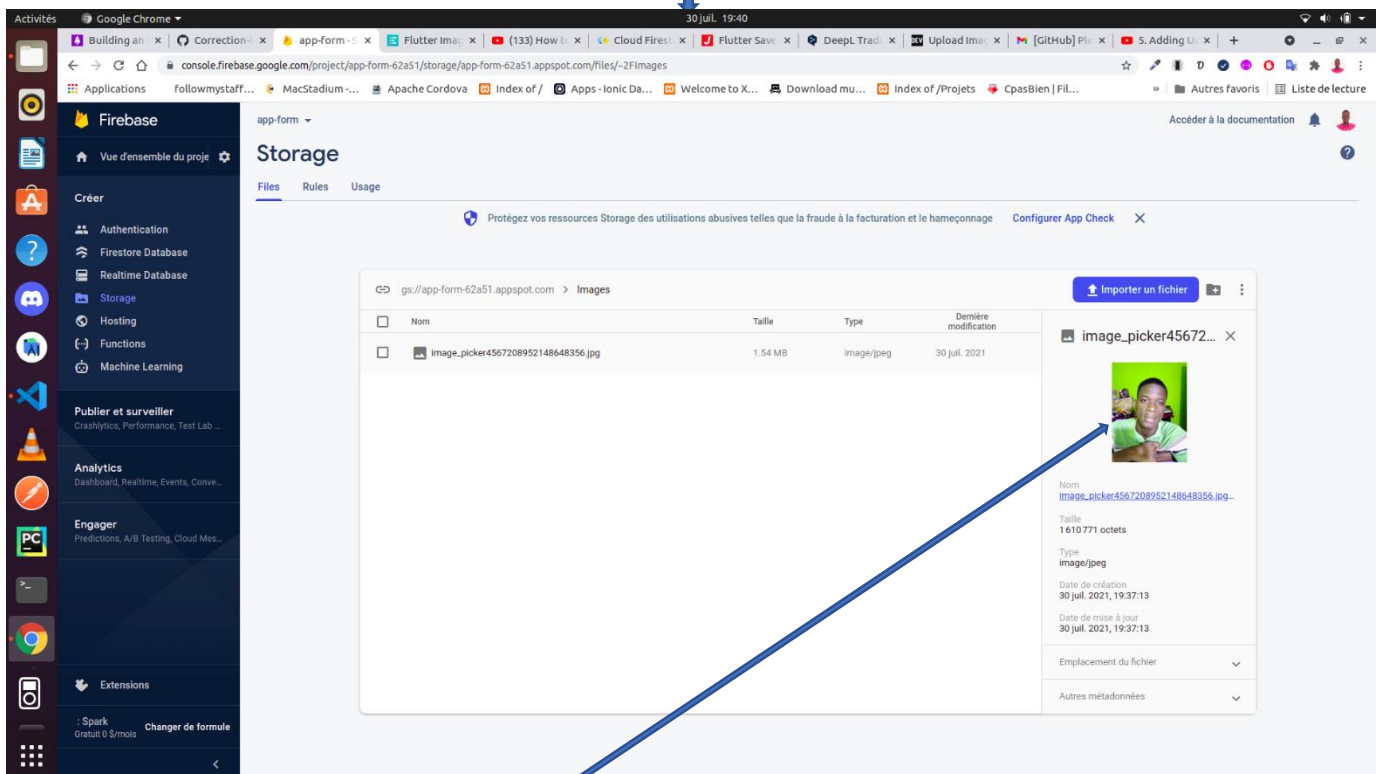 Activités Google Chrome 30 juil. 19:40
Building an Correction- app-form - S Flutter Imag (133) How to Cloud Firest Flutter Save DeepL Trad Upload Imag [GitHub] Ple 5. Adding U
console.firebase.google.com/project/app-form-62a51/storage/app-form-62a51.appspot.com/files/~2FImages
Applications followmystaff... MacStadium -... Apache Cordova Index of / Apps - Ionic Da... Welcome to X... Download mu... Index of /Projets CpasBien | Fil... » Autres favoris Liste de lecture
Firebase
app-form
Accéder à la documentation
Vue d'ensemble du proje
Storage
Files Rules Usage
Créer
Protégez vos ressources Storage des utilisations abusives telles que la fraude à la facturation et le hameçonnage Configurer App Check
Authentication
Firestore Database
Realtime Database
Storage
Hosting
Functions
Machine Learning
Publier et surveiller
Crashlytics, Performance, Test Lab ...
Analytics
Dashboard, Realtime, Events, Conve...
Engager
Predictions, A/B Testing, Cloud Mes...
Extensions
: Spark
Gratuit 0 $/mois
Changer de formule
gs://app-form-62a51.appspot.com > Images
Importer un fichier
Nom Taille Type Dernière modification
image_picker4567208952148648356.jpg 1.54 MB image/jpeg 30 juil. 2021
image_picker45672...
Nom
image_picker4567208952148648356.jpg
Taille
1 610 771 octets
Type
image/jpeg
Date de création
30 juil. 2021, 19:37:13
Date de mise à jour
30 juil. 2021, 19:37:13
Emplacement du fichier
Autres métadonnées